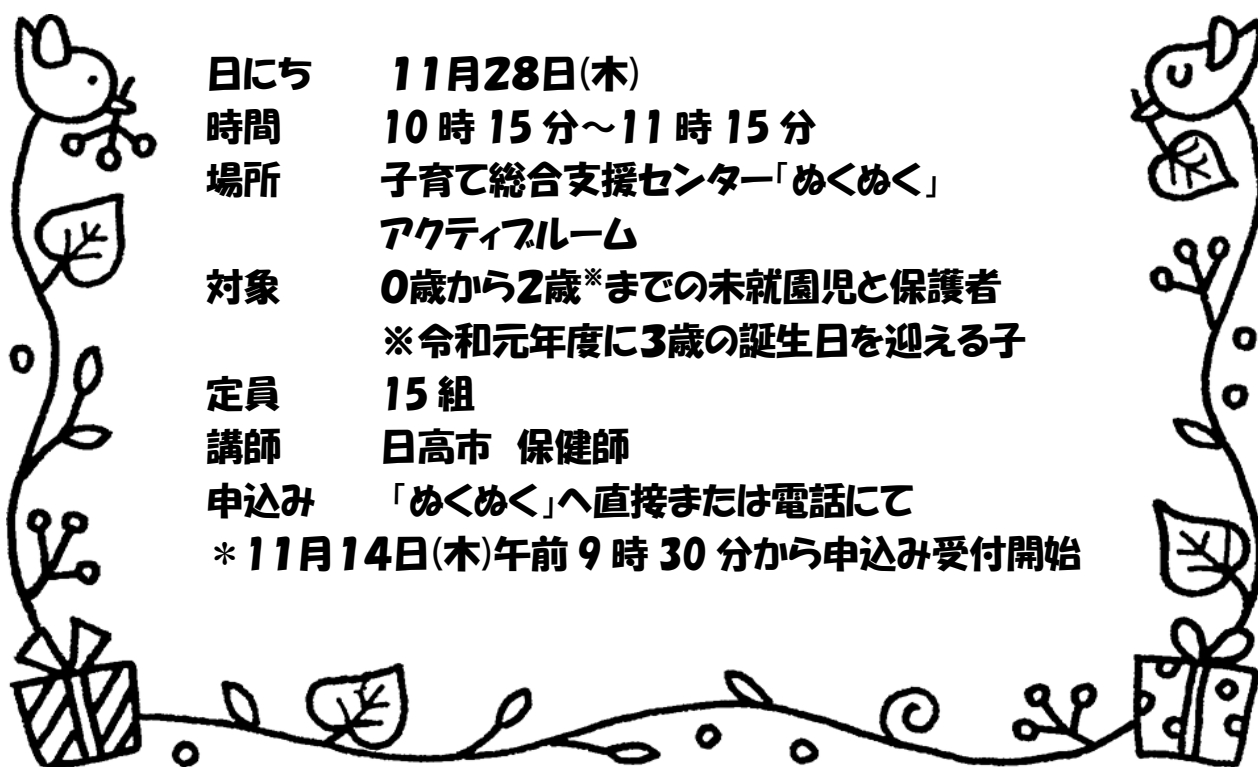 日にち 11月28日(木)
時間 10時15分～11時15分
場所 子育て総合支援センター「ぬくぬく」
アクティブルーム
対象 0歳から2歳※までの未就園児と保護者
※令和元年度に3歳の誕生日を迎える子
定員 15組
講師 日高市 保健師
申込み 「ぬくぬく」へ直接または電話にて
＊11月14日(木)午前9時30分から申込み受付開始